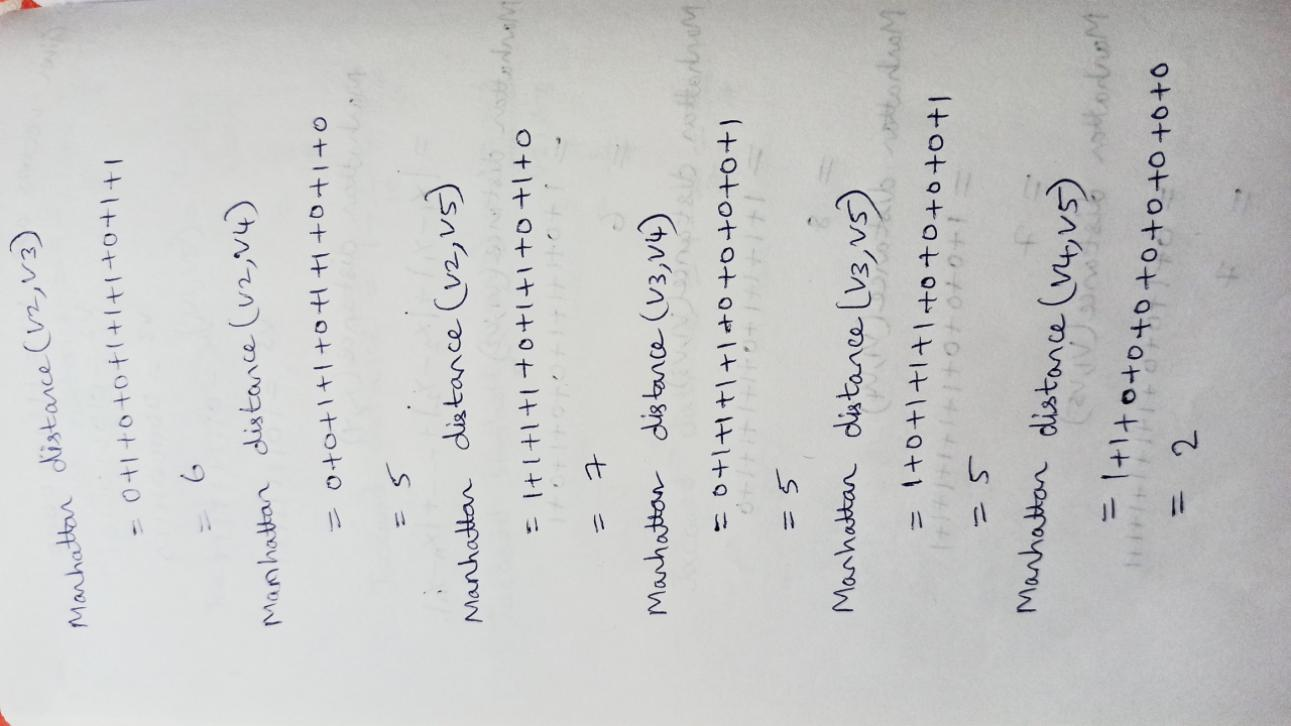 Manhattan distance (V2,V3)
= 0+1+0+0+1+1+1+0+1+1
= 6
Manhattan distance (V2,V4)
= 0+0+1+1+0+1+1+0+1+0
= 5
Manhattan distance (V2,V5)
= 1+1+1+1+0+1+1+0+1+0
= 7
Manhattan distance (V3,V4)
= 0+1+1+1+1+0+0+0+0+1
= 5
Manhattan distance (V3,V5)
= 1+0+1+1+1+0+0+0+0+1
= 5
Manhattan distance (V4,V5)
= 1+1+0+0+0+0+0+0+0+0
= 2